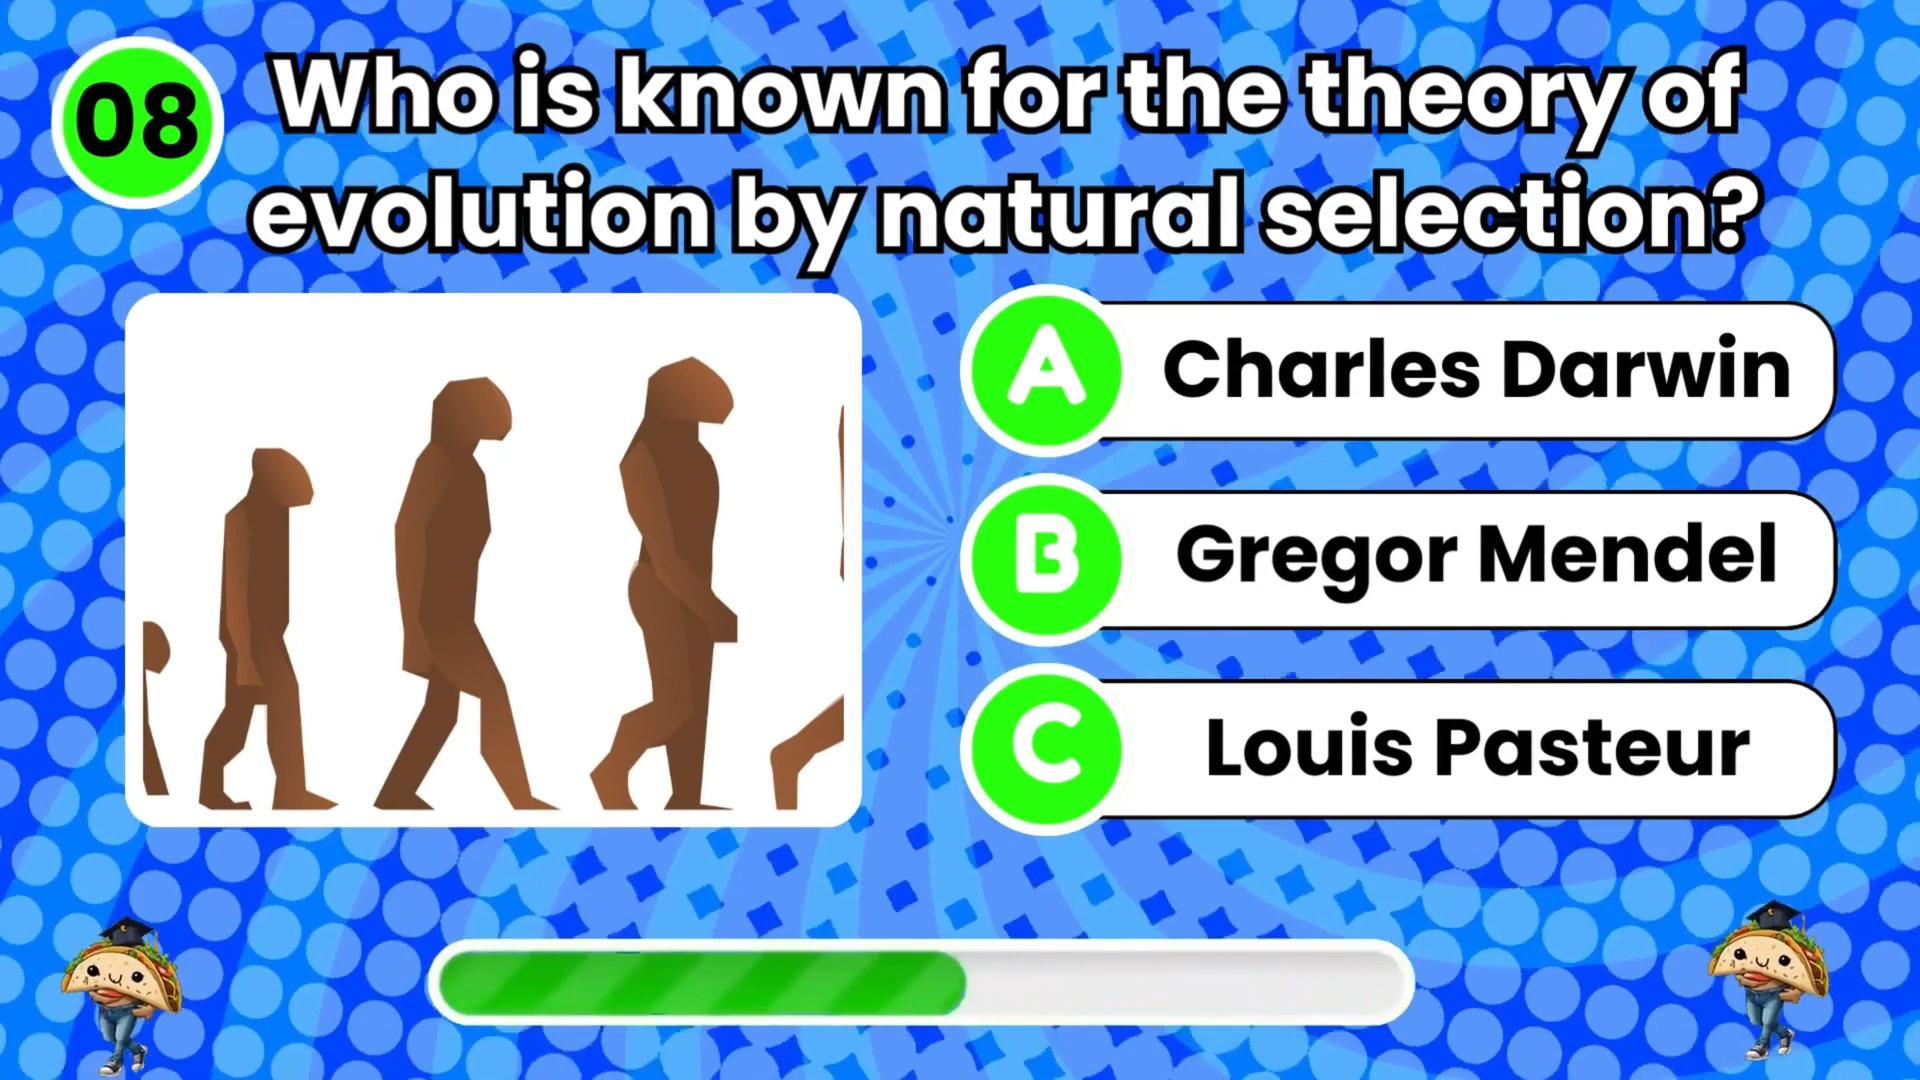 08
Who is known for the theory of
evolution by natural selection?
A Charles Darwin
B Gregor Mendel
C Louis Pasteur